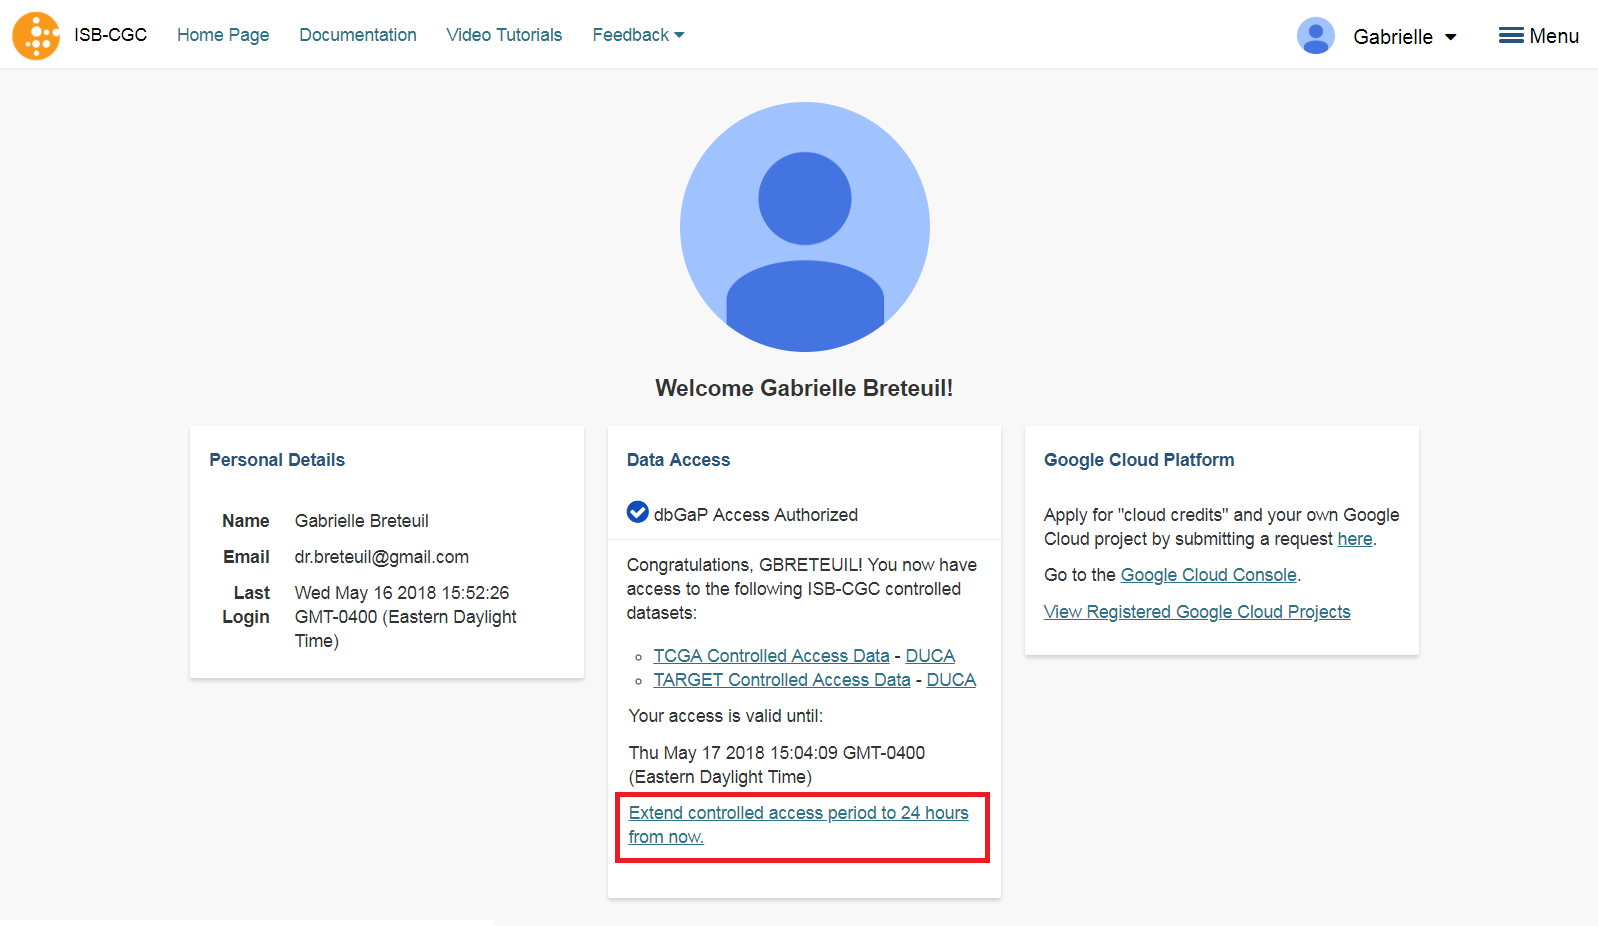 ISB-CGC Home Page Documentation Video Tutorials Feedback Gabrielle Menu
Welcome Gabrielle Breteuil!
Personal Details
Name Gabrielle Breteuil
Email dr.breteuil@gmail.com
Last Wed May 16 2018 15:52:26
Login GMT-0400 (Eastern Daylight
Time)
Data Access
dbGaP Access Authorized
Congratulations, GBRETEUIL! You now have
access to the following ISB-CGC controlled
datasets:
TCGA Controlled Access Data - DUCA
TARGET Controlled Access Data - DUCA
Your access is valid until:
Thu May 17 2018 15:04:09 GMT-0400
(Eastern Daylight Time)
Extend controlled access period to 24 hours
from now.
Google Cloud Platform
Apply for "cloud credits" and your own Google
Cloud project by submitting a request here.
Go to the Google Cloud Console.
View Registered Google Cloud Projects